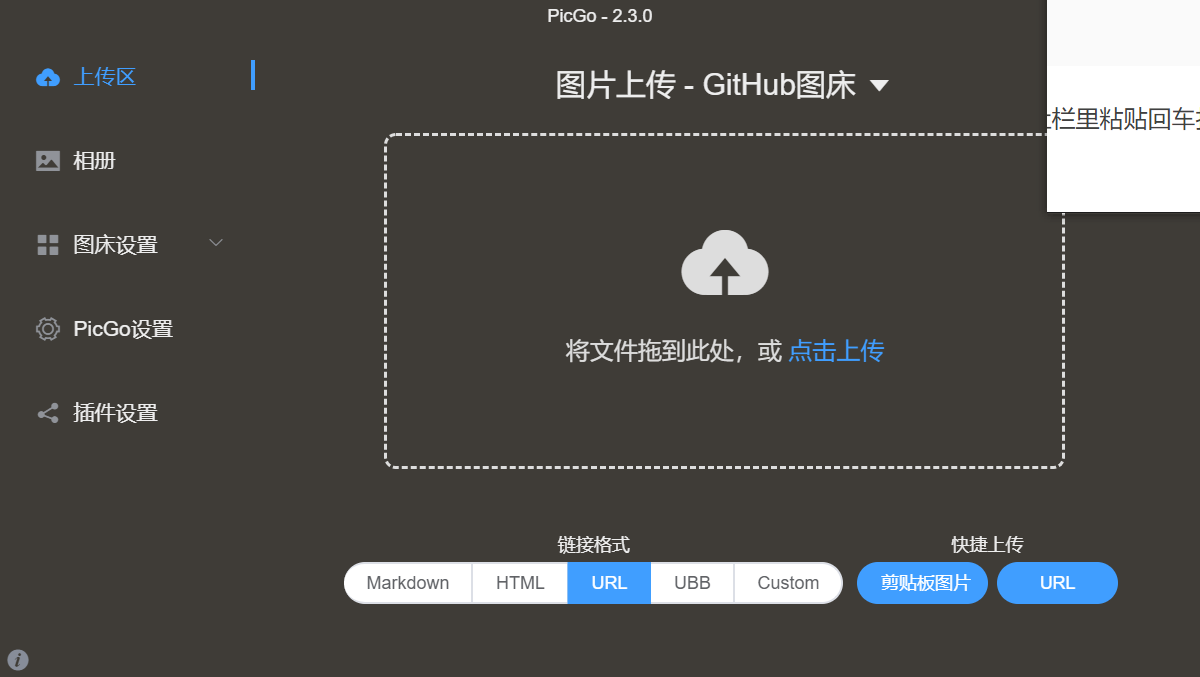 PicGo - 2.3.0
上传区
相册
图床设置
PicGo设置
插件设置
图片上传 - GitHub图床
栏里粘贴回车
将文件拖到此处，或 点击上传
链接格式
快捷上传
Markdown HTML URL UBB Custom
剪贴板图片 URL